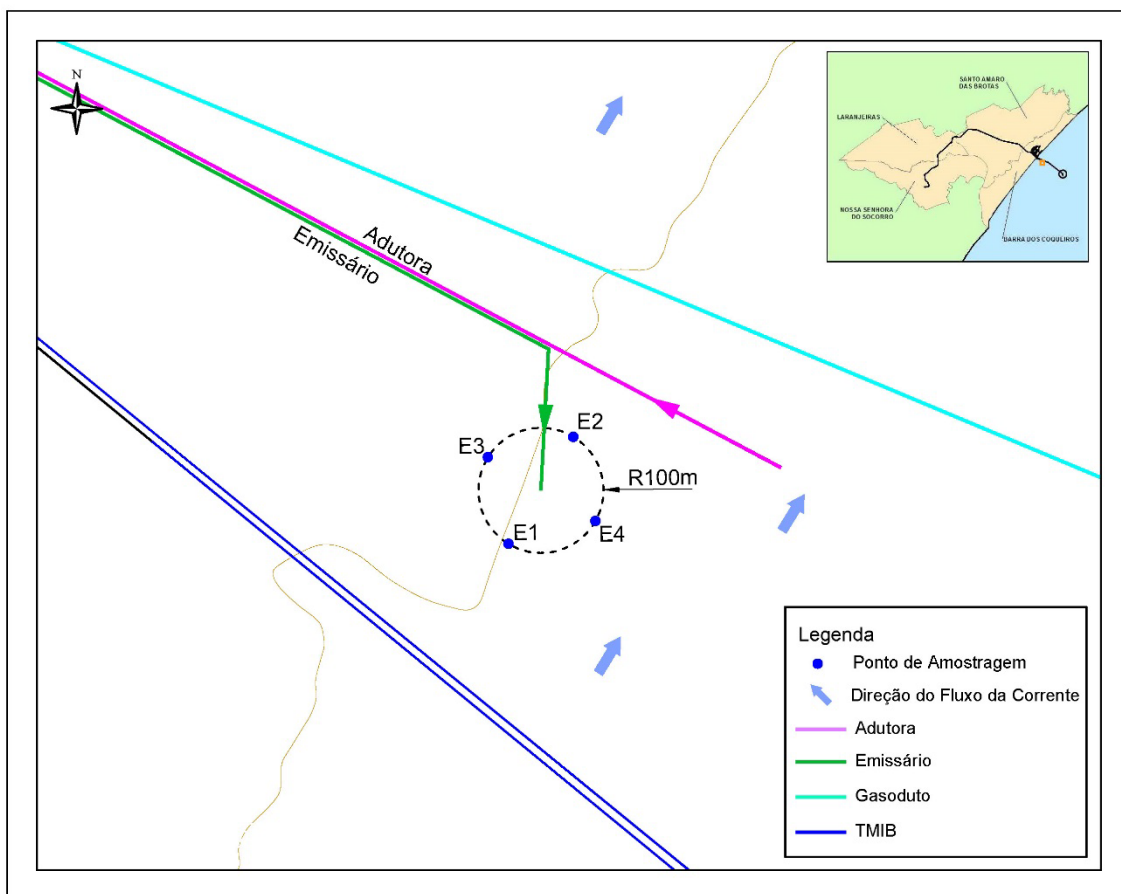 N
SANTO AMARO
DAS BROTAS
LARANJEIRAS
NOSSA SENHORA
DO SOCORRO
BARRA DOS COQUEIROS
Adutora
Emissário
E2
E3
R100m
E1
E4
Legenda
Ponto de Amostragem
Direção do Fluxo da Corrente
Adutora
Emissário
Gasoduto
TMIB